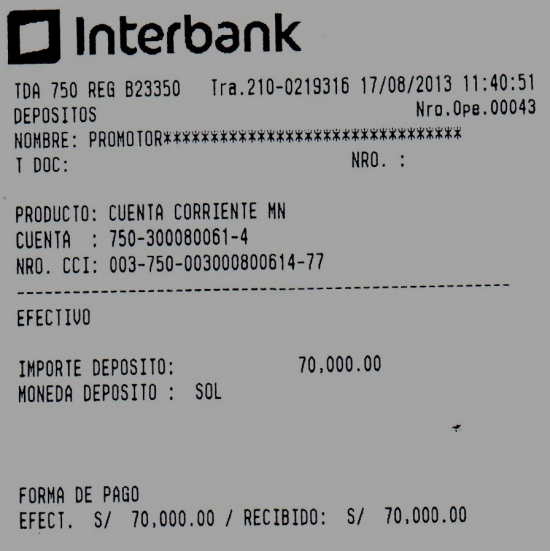 Interbank
TDA 750 REG B23350 Tra.210-0219316 17/08/2013 11:40:51
DEPOSITOS Nro.Ope.00043
NOMBRE: PROMOTOR********************************
T DOC: NRO. :
PRODUCTO: CUENTA CORRIENTE MN
CUENTA : 750-300080061-4
NRO. CCI: 003-750-003000800614-77
----------------------------------------------------
EFECTIVO
IMPORTE DEPOSITO: 70,000.00
MONEDA DEPOSITO : SOL
FORMA DE PAGO
EFECT. S/ 70,000.00 / RECIBIDO: S/ 70,000.00